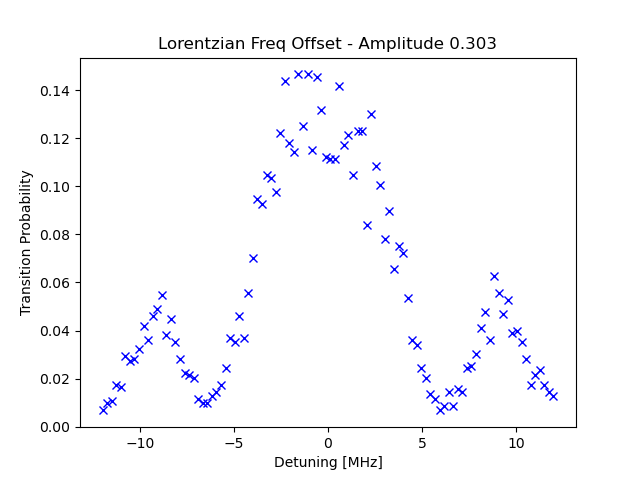 Lorentzian Freq Offset - Amplitude 0.303
Transition Probability
0.14
0.12
0.10
0.08
0.06
0.04
0.02
0.00
−10 −5 0 5 10
Detuning [MHz]